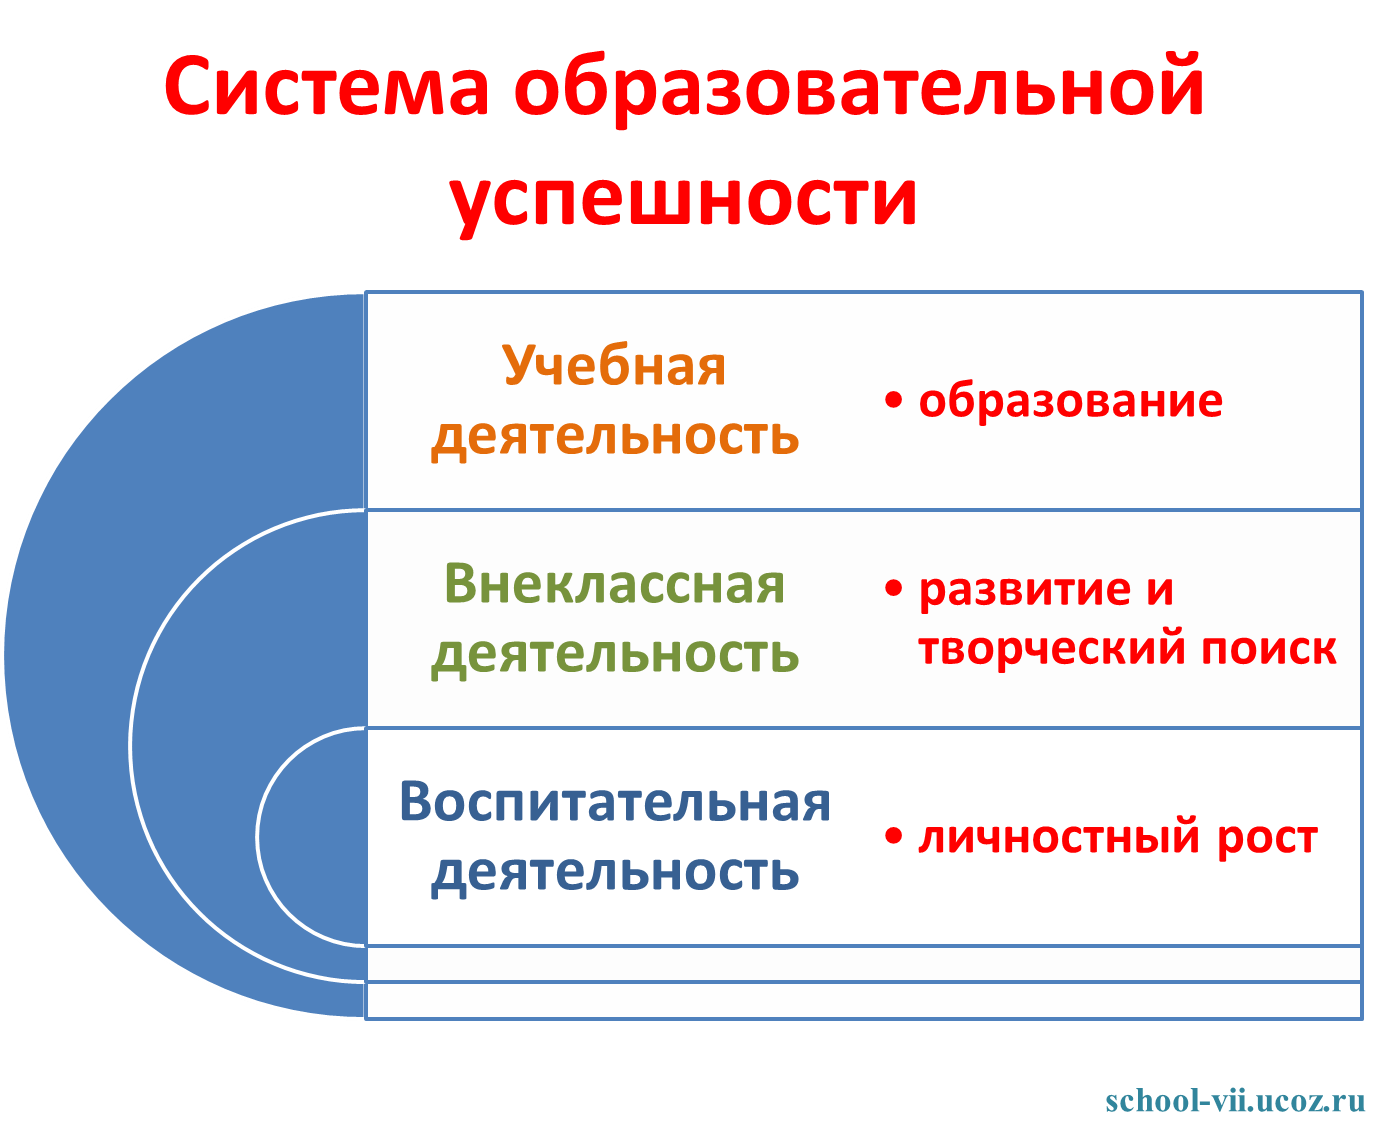 Система образовательной
успешности
Учебная
деятельность
• образование
Внеклассная
деятельность
• развитие и
творческий поиск
Воспитательная
деятельность
• личностный рост
school-vii.ucoz.ru